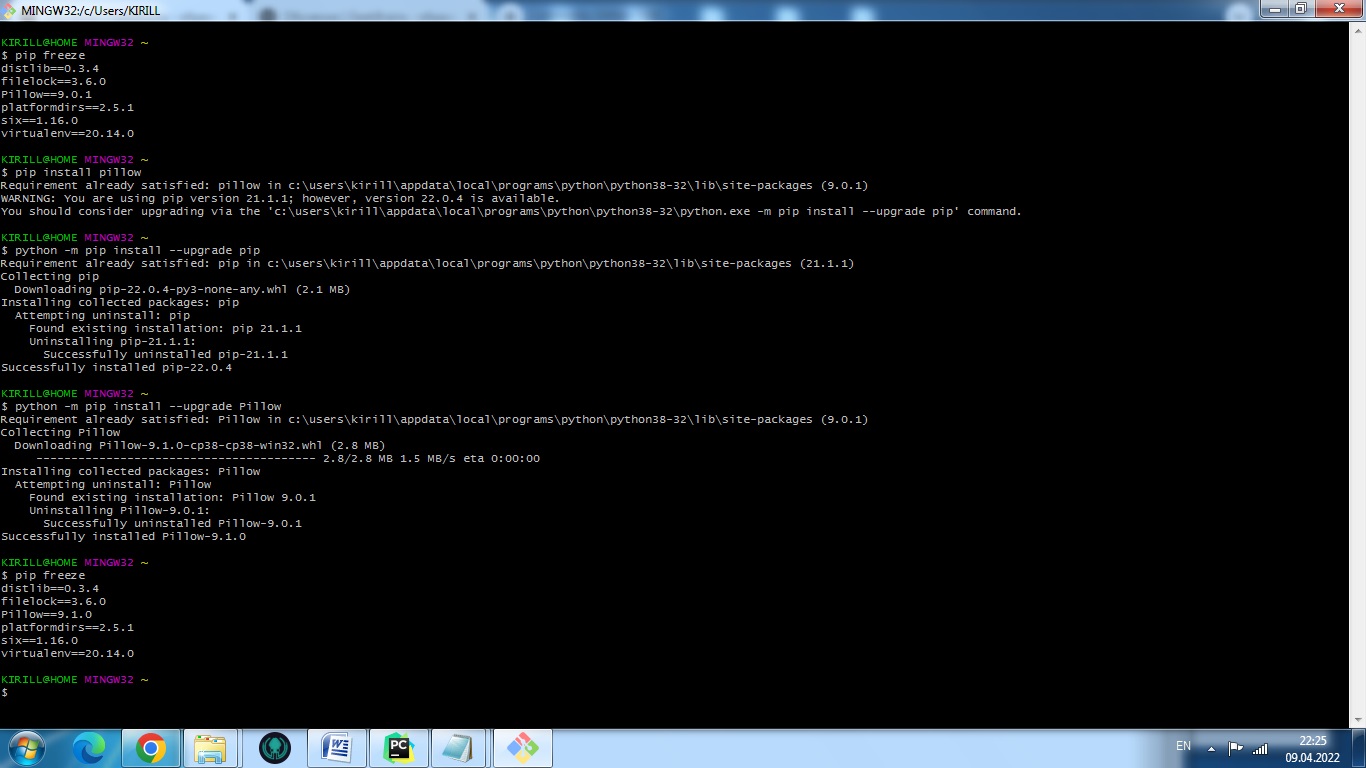 MINGW32:/c/Users/KIRILL
KIRILL@HOME MINGW32 ~
$ pip freeze
distlib==0.3.4
filelock==3.6.0
Pillow==9.0.1
platformdirs==2.5.1
six==1.16.0
virtualenv==20.14.0
KIRILL@HOME MINGW32 ~
$ pip install pillow
Requirement already satisfied: pillow in c:\users\kirill\appdata\local\programs\python\python38-32\lib\site-packages (9.0.1)
WARNING: You are using pip version 21.1.1; however, version 22.0.4 is available.
You should consider upgrading via the 'c:\users\kirill\appdata\local\programs\python\python38-32\python.exe -m pip install --upgrade pip' command.
KIRILL@HOME MINGW32 ~
$ python -m pip install --upgrade pip
Requirement already satisfied: pip in c:\users\kirill\appdata\local\programs\python\python38-32\lib\site-packages (21.1.1)
Collecting pip
  Downloading pip-22.0.4-py3-none-any.whl (2.1 MB)
Installing collected packages: pip
  Attempting uninstall: pip
    Found existing installation: pip 21.1.1
    Uninstalling pip-21.1.1:
      Successfully uninstalled pip-21.1.1
Successfully installed pip-22.0.4
KIRILL@HOME MINGW32 ~
$ python -m pip install --upgrade Pillow
Requirement already satisfied: Pillow in c:\users\kirill\appdata\local\programs\python\python38-32\lib\site-packages (9.0.1)
Collecting Pillow
  Downloading Pillow-9.1.0-cp38-cp38-win32.whl (2.8 MB)
     ---------------------------------------- 2.8/2.8 MB 1.5 MB/s eta 0:00:00
Installing collected packages: Pillow
  Attempting uninstall: Pillow
    Found existing installation: Pillow 9.0.1
    Uninstalling Pillow-9.0.1:
      Successfully uninstalled Pillow-9.0.1
Successfully installed Pillow-9.1.0
KIRILL@HOME MINGW32 ~
$ pip freeze
distlib==0.3.4
filelock==3.6.0
Pillow==9.1.0
platformdirs==2.5.1
six==1.16.0
virtualenv==20.14.0
KIRILL@HOME MINGW32 ~
$
W
PC
EN
22:25
09.04.2022